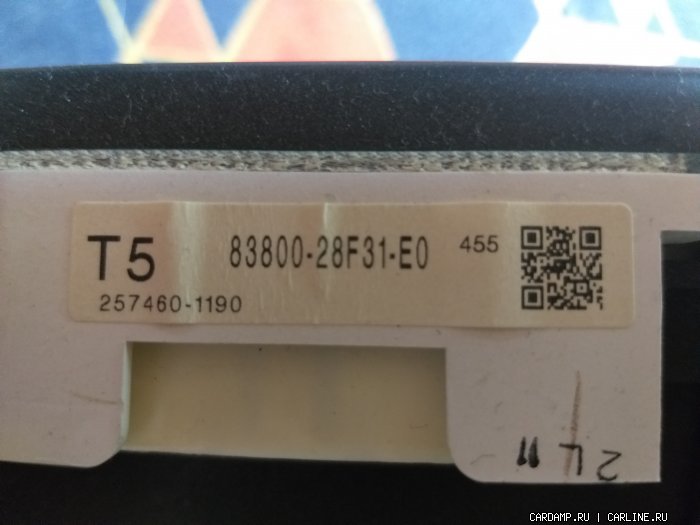 T5 83800-28F31-E0 455
257460-1190
CARDAMP.RU | CARLINE.RU